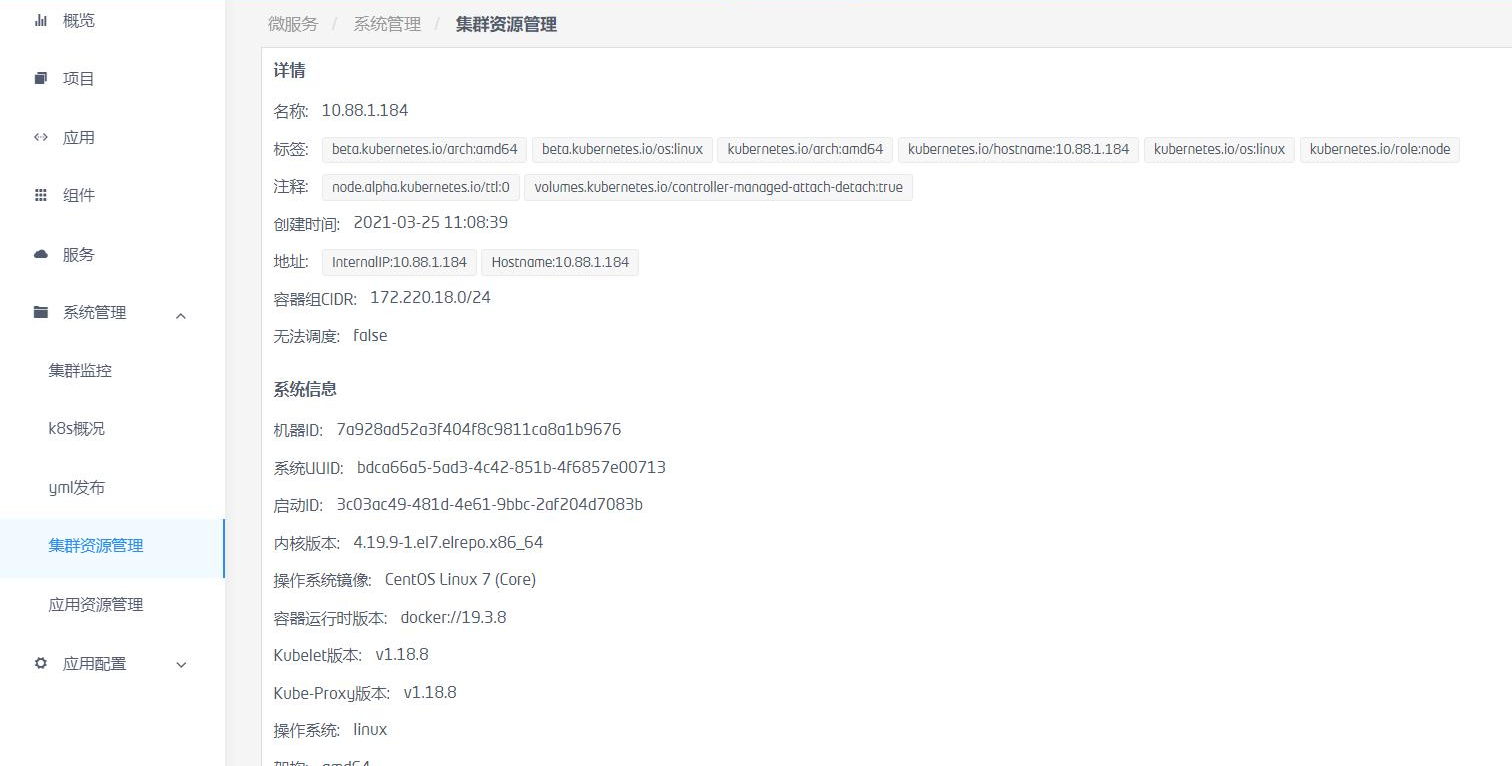 概览
项目
应用
组件
服务
系统管理
集群监控
k8s概况
yml发布
集群资源管理
应用资源管理
应用配置
微服务 / 系统管理 / 集群资源管理
详情
名称: 10.88.1.184
标签: beta.kubernetes.io/arch:amd64 beta.kubernetes.io/os:linux kubernetes.io/arch:amd64 kubernetes.io/hostname:10.88.1.184 kubernetes.io/os:linux kubernetes.io/role:node
注释: node.alpha.kubernetes.io/ttl:0 volumes.kubernetes.io/controller-managed-attach-detach:true
创建时间: 2021-03-25 11:08:39
地址: InternalIP:10.88.1.184 Hostname:10.88.1.184
容器组CIDR: 172.220.18.0/24
无法调度: false
系统信息
机器ID: 7a928ad52a3f404f8c9811ca8a1b9676
系统UUID: bdca66a5-5ad3-4c42-851b-4f6857e00713
启动ID: 3c03ac49-481d-4e61-9bbc-2af204d7083b
内核版本: 4.19.9-1.el7.elrepo.x86_64
操作系统镜像: CentOS Linux 7 (Core)
容器运行时版本: docker://19.3.8
Kubelet版本: v1.18.8
Kube-Proxy版本: v1.18.8
操作系统: linux
架构: amd64